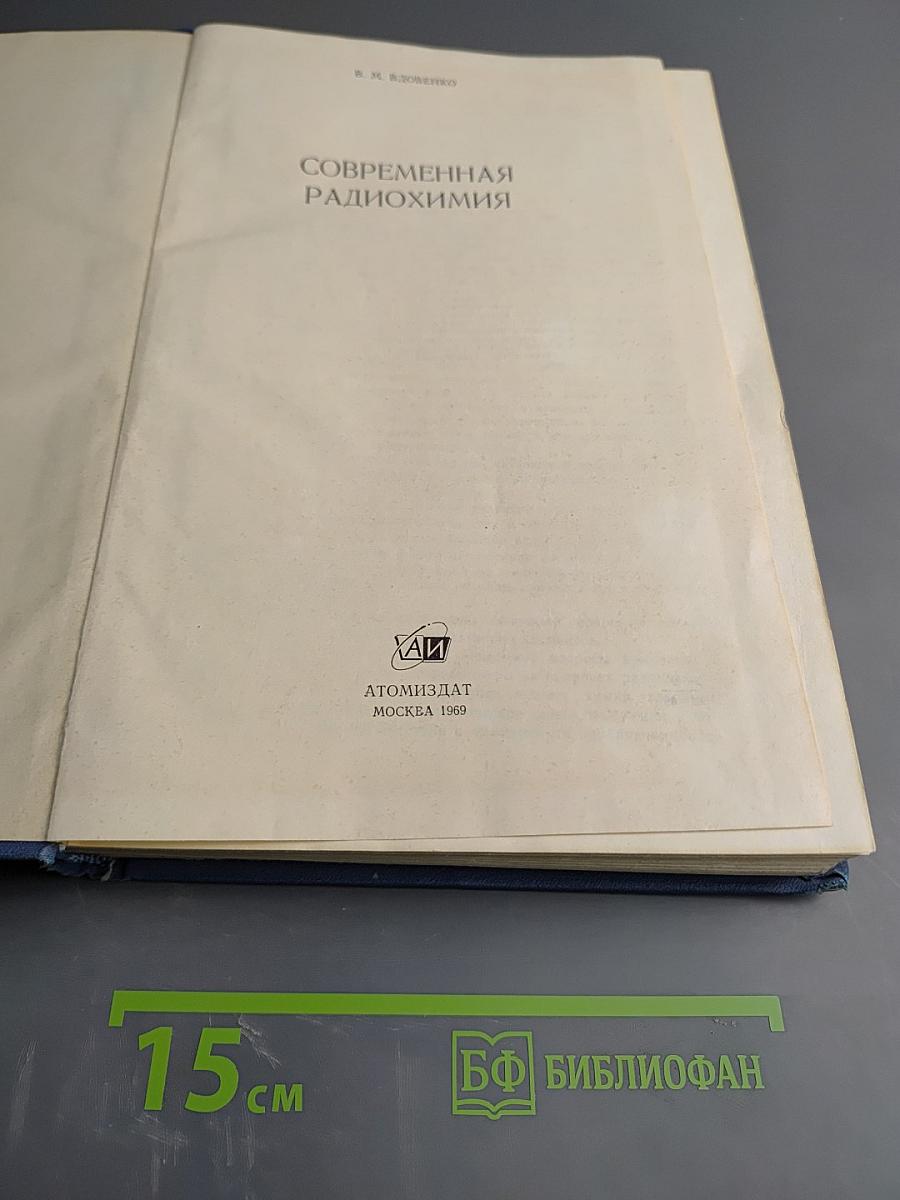 В. М. ВДОВЕНКО
СОВРЕМЕННАЯ
РАДИОХИМИЯ
АИ
АТОМИЗДАТ
МОСКВА 1969
15 см
БФ БИБЛИОФАН